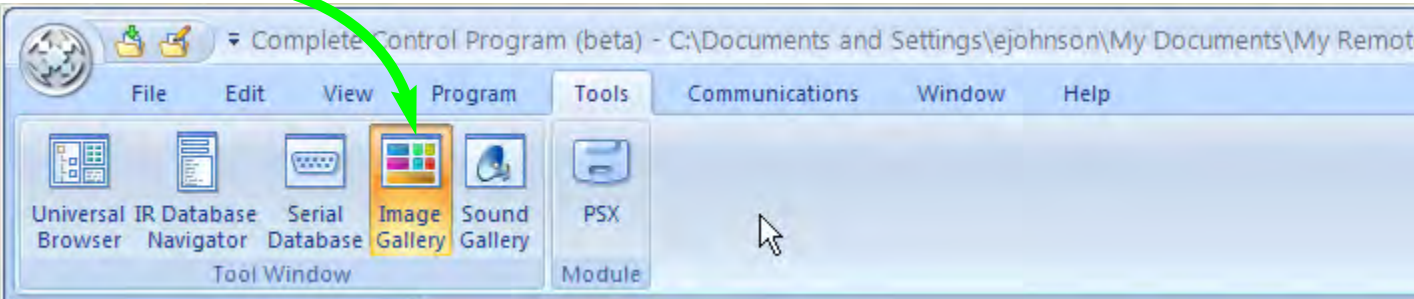 Complete Control Program (beta) - C:\Documents and Settings\ejohnson\My Documents\My Remot
File Edit View Program Tools Communications Window Help
Universal IR Database Serial Image Sound PSX
Browser Navigator Database Gallery Gallery
Tool Window Module